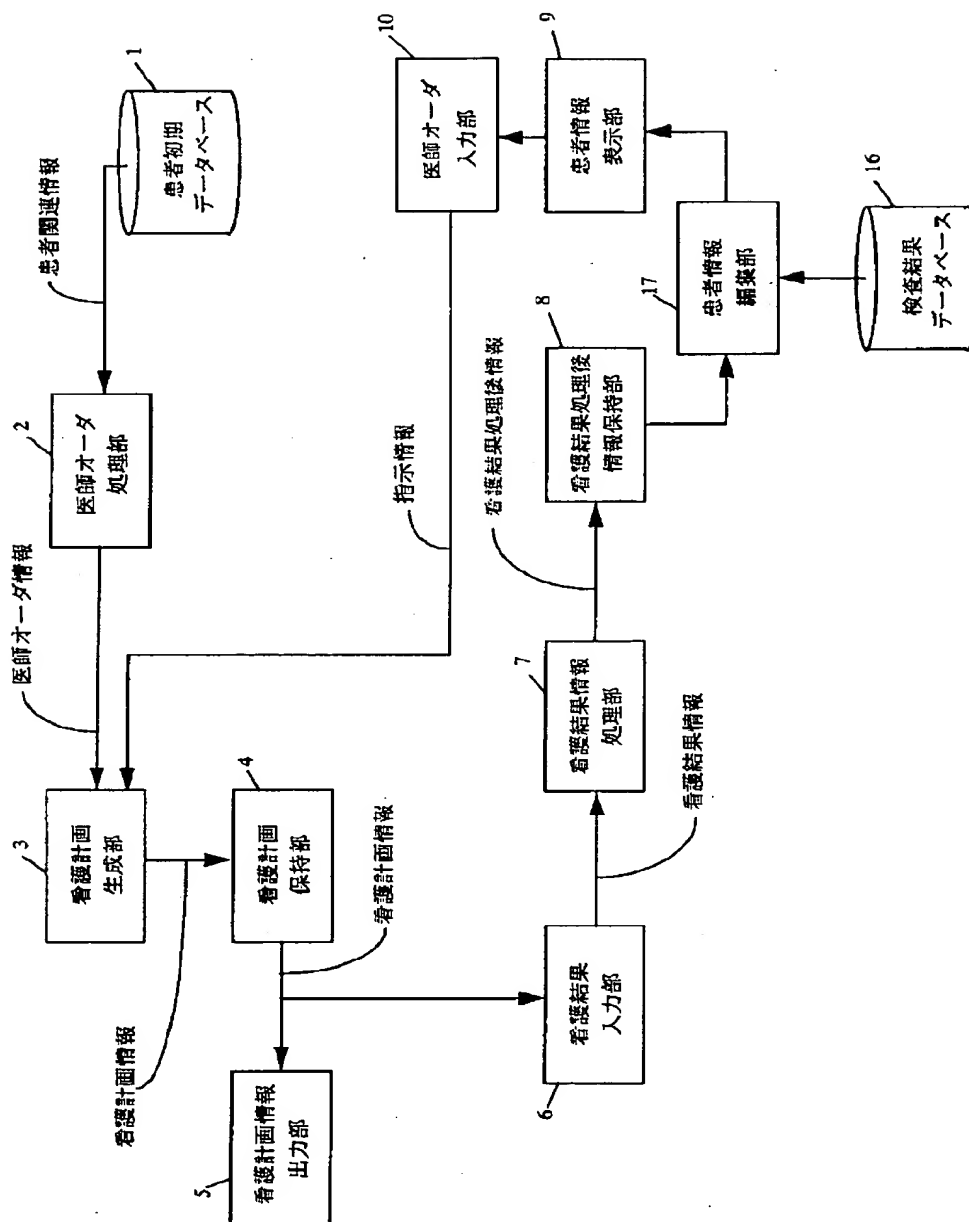 1
患者初期
データベース
患者関連情報
2
医師オーダ
処理部
医師オーダ情報
3
看護計画
生成部
看護計画情報
4
看護計画
保持部
看護計画情報
5
看護計画情報
出力部
6
看護結果
入力部
看護結果情報
7
看護結果情報
処理部
看護結果処理後情報
8
看護結果処理後
情報保持部
17
患者情報
編集部
16
検査結果
データベース
9
患者情報
表示部
10
医師オーダ
入力部
指示情報